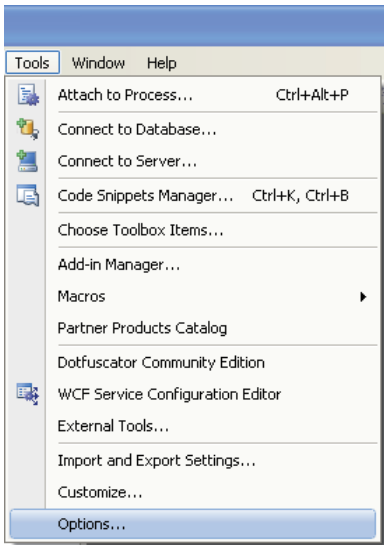 Tools Window Help
Attach to Process... Ctrl+Alt+P
Connect to Database...
Connect to Server...
Code Snippets Manager... Ctrl+K, Ctrl+B
Choose Toolbox Items...
Add-in Manager...
Macros
Partner Products Catalog
Dotfuscator Community Edition
WCF Service Configuration Editor
External Tools...
Import and Export Settings...
Customize...
Options...